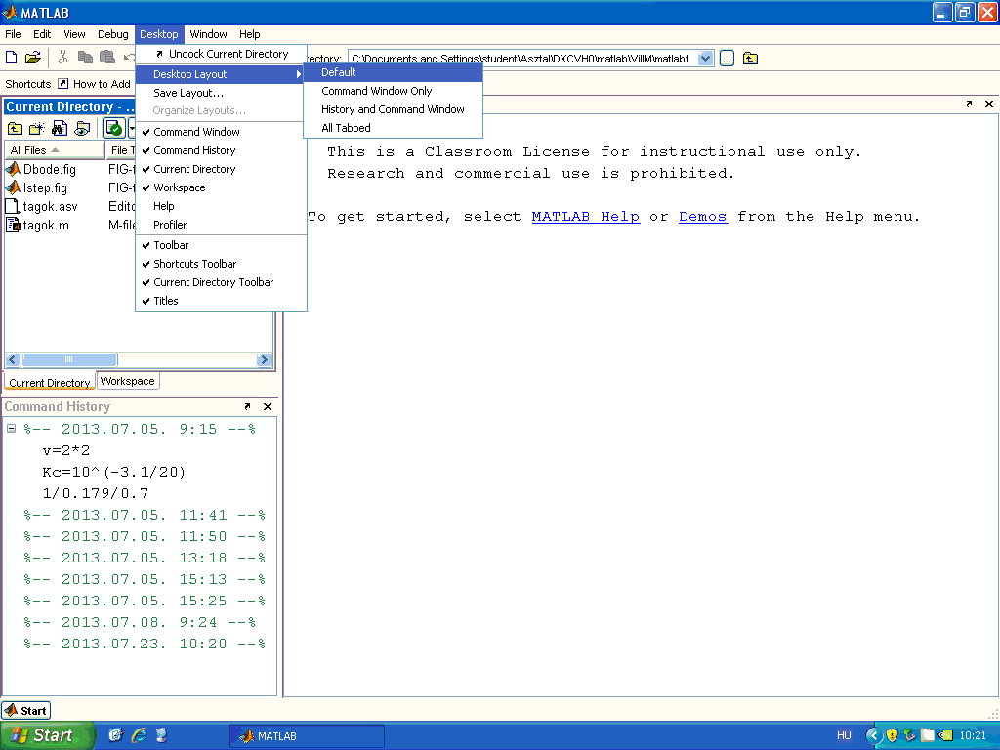 MATLAB
File Edit View Debug Desktop Window Help
Undock Current Directory
Desktop Layout
Save Layout...
Organize Layouts...
Command Window
Command History
Current Directory
Workspace
Help
Profiler
Toolbar
Shortcuts Toolbar
Current Directory Toolbar
Titles
Default
Command Window Only
History and Command Window
All Tabbed
rectory: C:\Documents and Settings\student\Asztal\DXCVH0\matlab\VillM\matlab1 ...
Shortcuts How to Add
Current Directory - ...
All Files File T
Dbode.fig FIG-f
Istep.fig FIG-f
tagok.asv Edito
tagok.m M-file
Current Directory Workspace
This is a Classroom License for instructional use only.
Research and commercial use is prohibited.
To get started, select MATLAB Help or Demos from the Help menu.
Command History
%-- 2013.07.05. 9:15 --%
v=2*2
Kc=10^(-3.1/20)
1/0.179/0.7
%-- 2013.07.05. 11:41 --%
%-- 2013.07.05. 11:50 --%
%-- 2013.07.05. 13:18 --%
%-- 2013.07.05. 15:13 --%
%-- 2013.07.05. 15:25 --%
%-- 2013.07.08. 9:24 --%
%-- 2013.07.23. 10:20 --%
Start
Start MATLAB HU 10:21